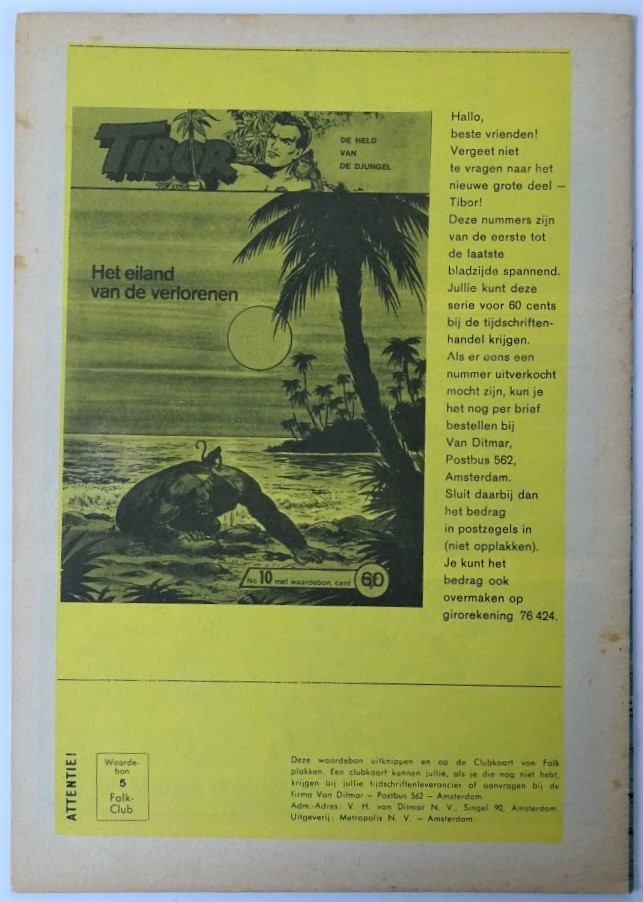 TIBOR
DE HELD
VAN
DE DJUNGEL
Het eiland
van de verlorenen
No 10 met waardebon, cent 60
Hallo,
beste vrienden!
Vergeet niet
te vragen naar het
nieuwe grote deel —
Tibor!
Deze nummers zijn
van de eerste tot
de laatste
bladzijde spannend.
Jullie kunt deze
serie voor 60 cents
bij de tijdschriften-
handel krijgen.
Als er eens een
nummer uitverkocht
mocht zijn, kun je
het nog per brief
bestellen bij
Van Ditmar,
Postbus 562,
Amsterdam.
Sluit daarbij dan
het bedrag
in postzegels in
(niet opplakken).
Je kunt het
bedrag ook
overmaken op
girorekening 76 424.
ATTENTIE!
Waarde-
bon
5
Falk-
Club
Deze waardebon uitknippen en op de Clubkaart van Falk
plakken. Een clubkaart kunnen jullie, als je die nog niet hebt,
krijgen bij jullie tijdschriftenleverancier of aanvragen bij de
firma Van Ditmar — Postbus 562 — Amsterdam.
Adm.-Adres: V. H. van Ditmar N. V., Singel 90, Amsterdam.
Uitgeverij: Metropolis N. V. — Amsterdam.